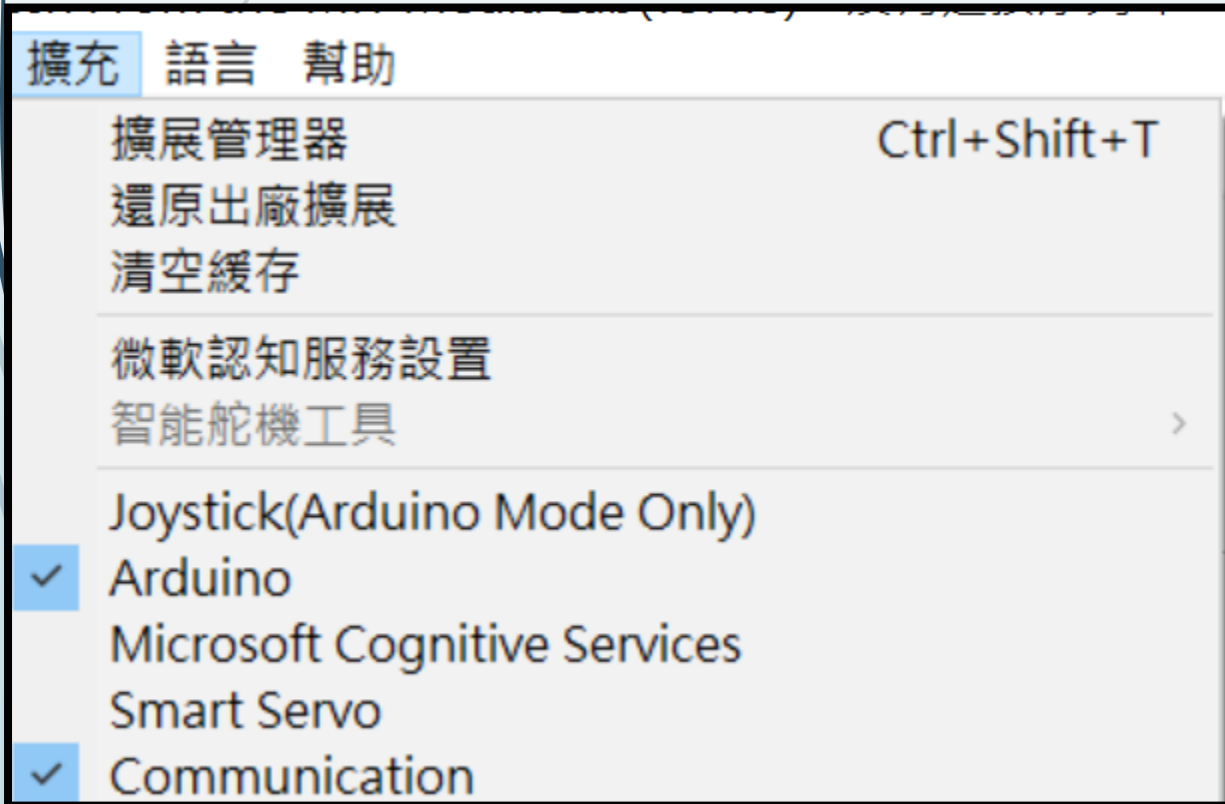 擴充 語言 幫助
擴展管理器 Ctrl+Shift+T
還原出廠擴展
清空緩存
微軟認知服務設置
智能舵機工具
Joystick(Arduino Mode Only)
Arduino
Microsoft Cognitive Services
Smart Servo
Communication